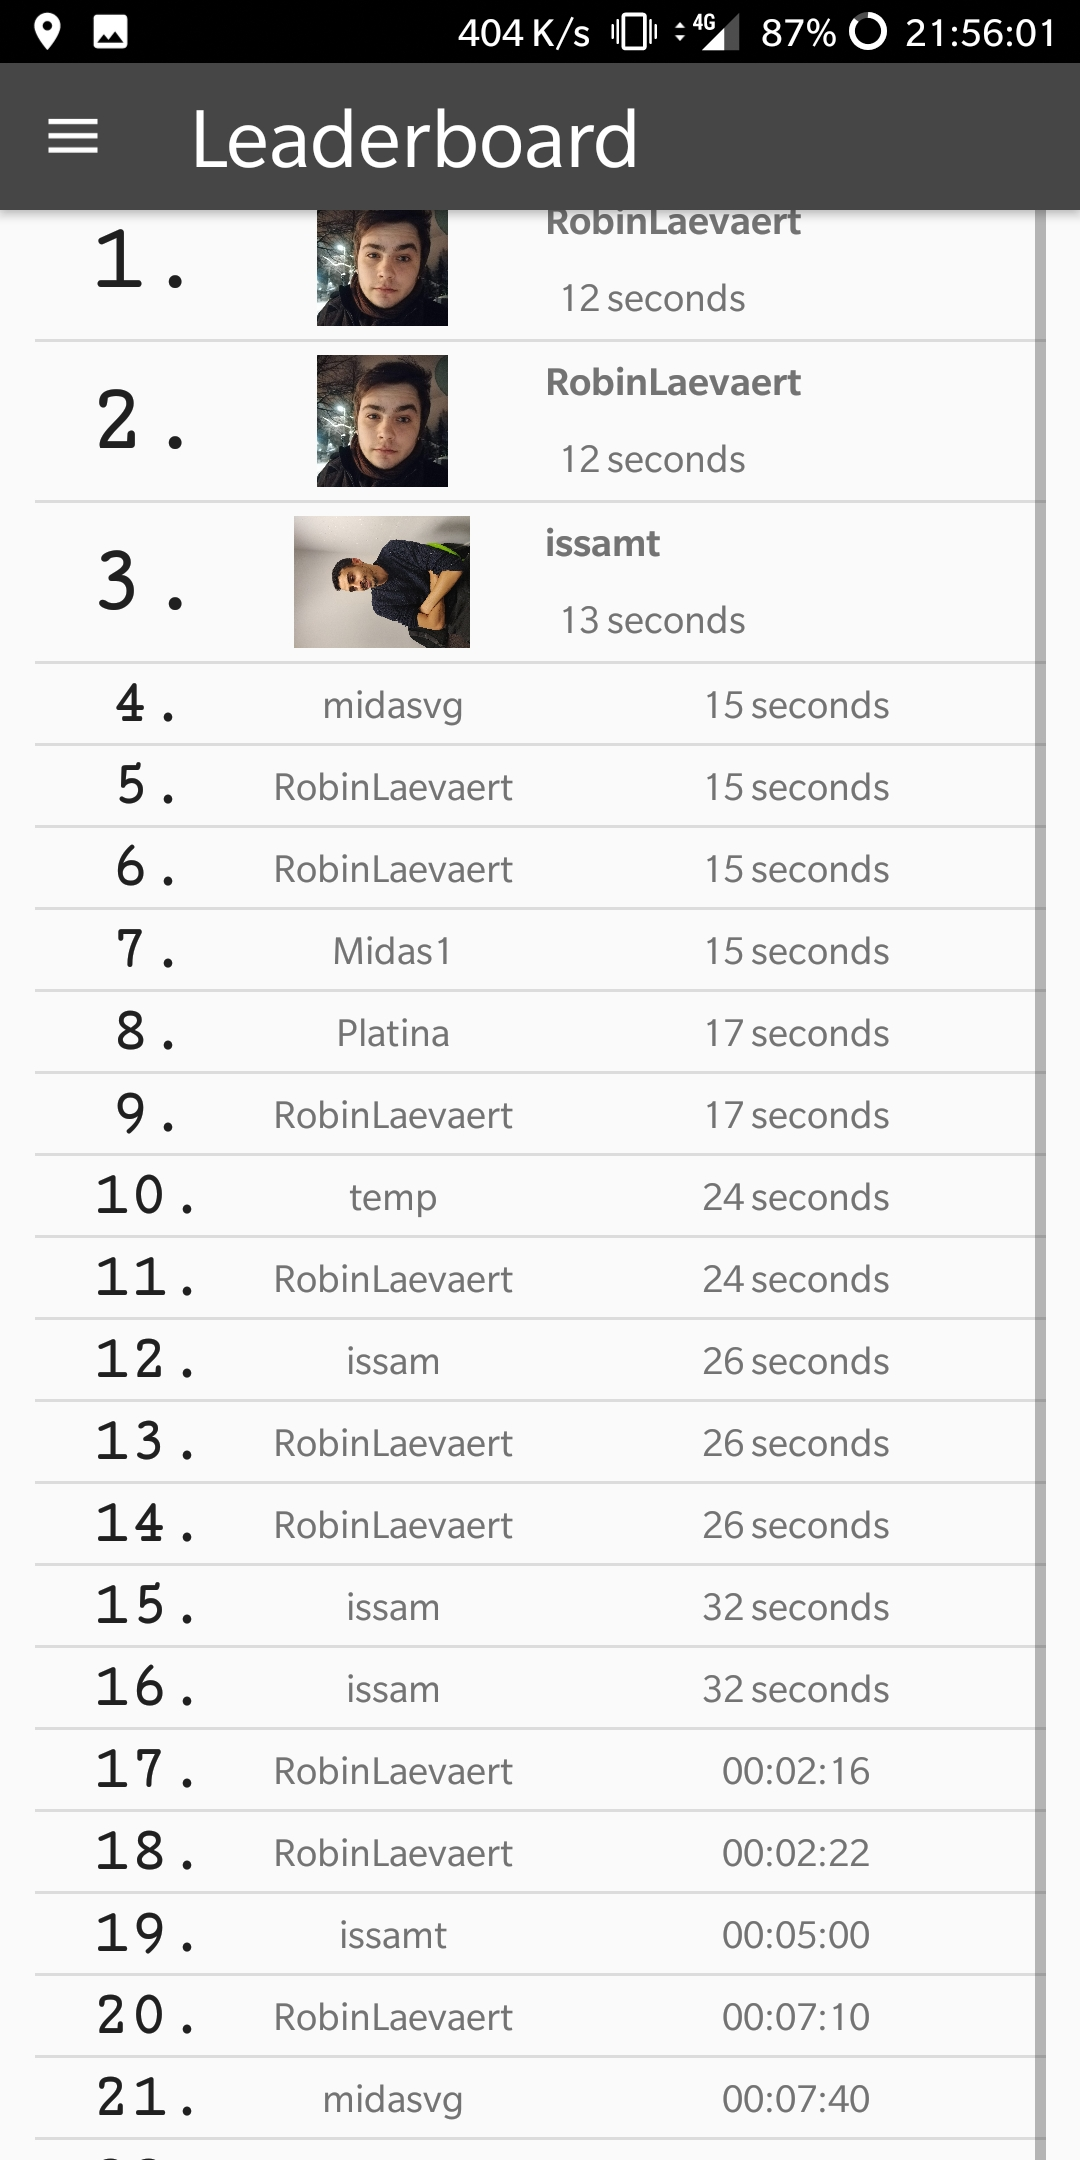 404 K/s 4G 87% 21:56:01
Leaderboard
1. RobinLaevaert
12 seconds
2. RobinLaevaert
12 seconds
3. issamt
13 seconds
4. midasvg 15 seconds
5. RobinLaevaert 15 seconds
6. RobinLaevaert 15 seconds
7. Midas1 15 seconds
8. Platina 17 seconds
9. RobinLaevaert 17 seconds
10. temp 24 seconds
11. RobinLaevaert 24 seconds
12. issam 26 seconds
13. RobinLaevaert 26 seconds
14. RobinLaevaert 26 seconds
15. issam 32 seconds
16. issam 32 seconds
17. RobinLaevaert 00:02:16
18. RobinLaevaert 00:02:22
19. issamt 00:05:00
20. RobinLaevaert 00:07:10
21. midasvg 00:07:40